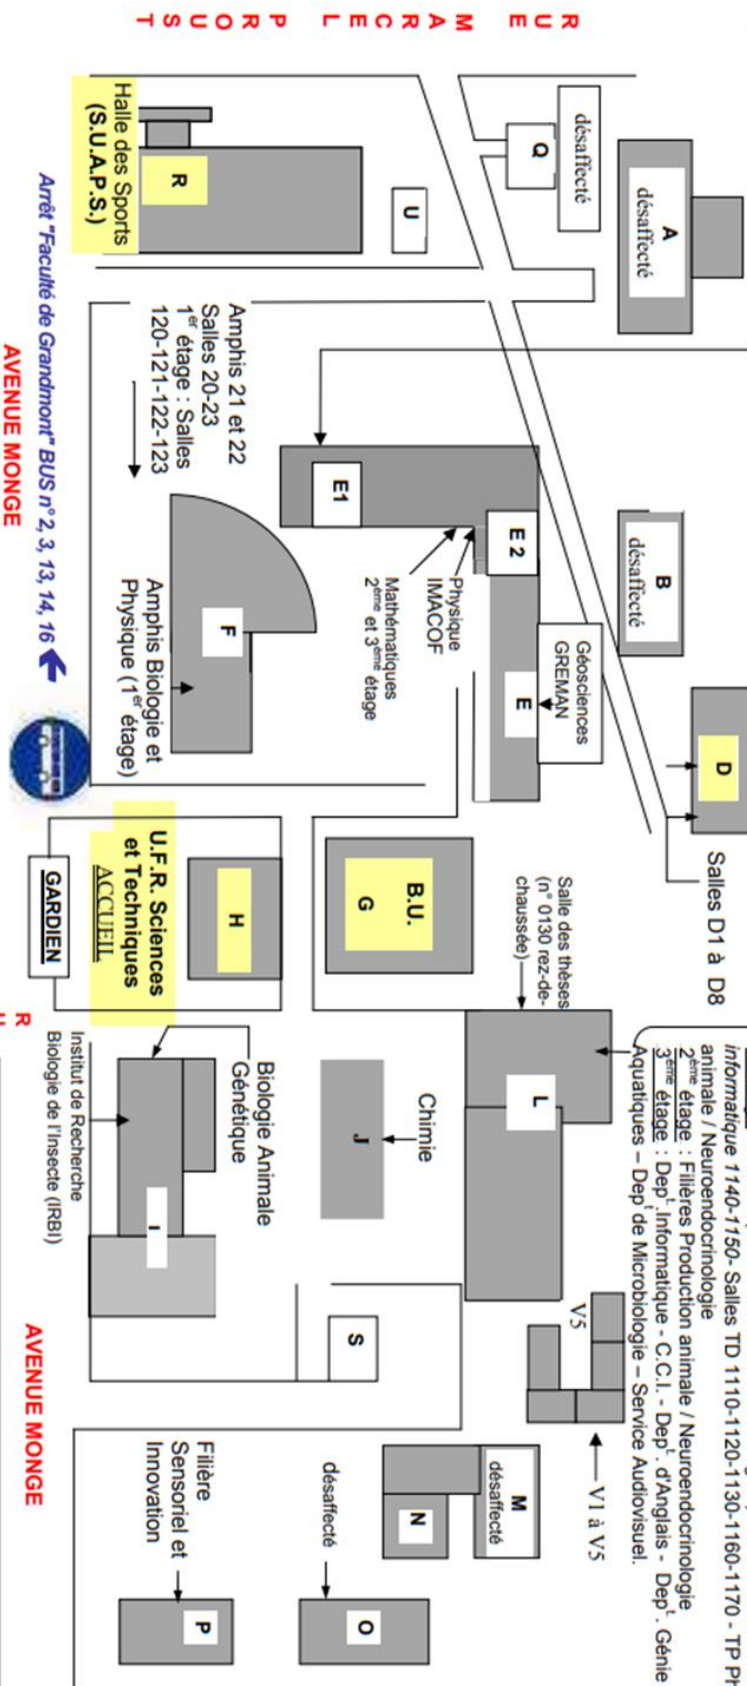 RUE MARCEL PROUST
A
désaffecté
désaffecté
Q
U
R
Halle des Sports
(S.U.A.P.S.)
Arrêt "Faculté de Grandmont" BUS n° 2, 3, 13, 14, 16
AVENUE MONGE
B
désaffecté
E1
E 2
Physique
IMACOF
Mathématiques
2ème et 3ème étage
Géosciences
GREMAN
E
Amphis 21 et 22
Salles 20-23
1er étage : Salles
120-121-122-123
F
Amphis Biologie et
Physique (1er étage)
D
Salles D1 à D8
B.U.
G
H
U.F.R. Sciences
et Techniques
ACCUEIL
GARDIEN
Salle des thèses
(n° 0130 rez-de-
chaussée)
informatique 1140-1150- Salles TD 1110-1120-1130-1160-1170 - TP Ph
animale / Neuroendocrinologie
2ème étage : Filières Production animale / Neuroendocrinologie
3ème étage : Dept.Informatique - C.C.I. - Dept. d'Anglais - Dept. Génie
Aquatiques – Dept de Microbiologie – Service Audiovisuel.
L
Chimie
J
Biologie Animale
Génétique
I
Institut de Recherche
Biologie de l'Insecte (IRBI)
R
U
V5
V1 à V5
S
M
désaffecté
N
désaffecté
O
Filière
Sensoriel et
Innovation
P
AVENUE MONGE